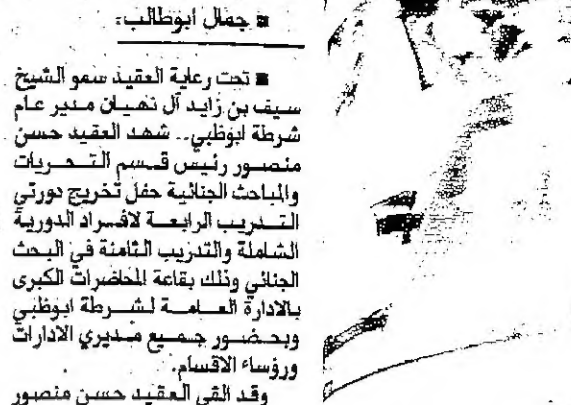 ■ جمال ابوطالب:
■ تحت رعاية العقيد سمو الشيخ
سيف بن زايد آل نهيان مدير عام
شرطة ابوظبي.. شهد العقيد حسن
منصور رئيس قسم التحريات
والمباحث الجنائية حفل تخريج دورتي
التدريب الرابعة لافراد الدورية
الشاملة والتدريب الثامنة في البحث
الجنائي وذلك بقاعة المحاضرات الكبرى
بالادارة العامة لشرطة ابوظبي
وبحضور جميع مديري الادارات
ورؤساء الاقسام.
وقد القى العقيد حسن منصور